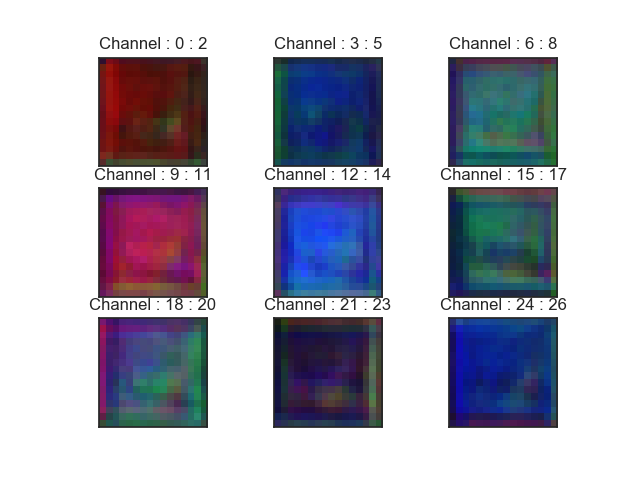 Channel : 0 : 2
Channel : 3 : 5
Channel : 6 : 8
Channel : 9 : 11
Channel : 12 : 14
Channel : 15 : 17
Channel : 18 : 20
Channel : 21 : 23
Channel : 24 : 26